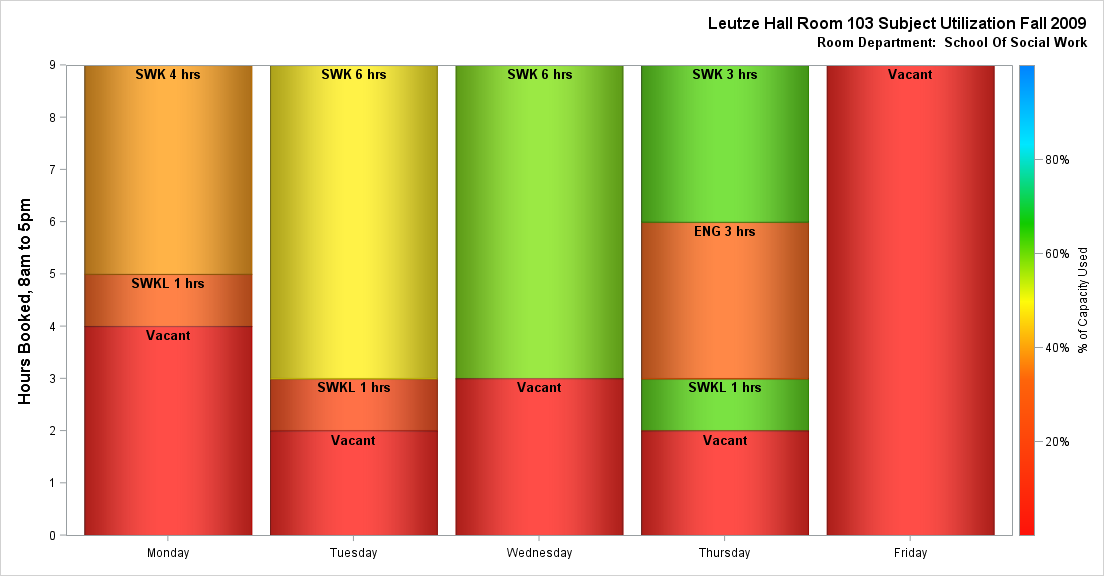 Leutze Hall Room 103 Subject Utilization Fall 2009
Room Department: School Of Social Work
Hours Booked, 8am to 5pm
9
8
7
6
5
4
3
2
1
0
SWK 4 hrs
SWKL 1 hrs
Vacant
SWK 6 hrs
SWKL 1 hrs
Vacant
SWK 6 hrs
Vacant
SWK 3 hrs
ENG 3 hrs
SWKL 1 hrs
Vacant
Vacant
Monday
Tuesday
Wednesday
Thursday
Friday
80%
60%
40%
20%
% of Capacity Used